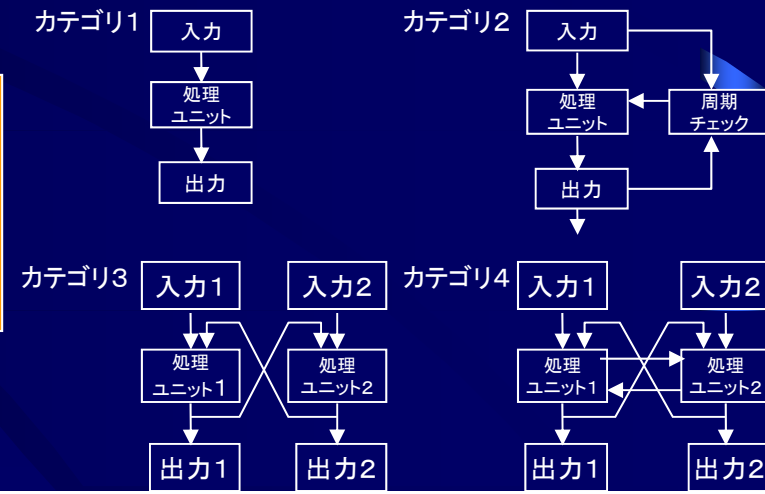 カテゴリ1
入力
処理
ユニット
出力
カテゴリ2
入力
処理
ユニット
周期
チェック
出力
カテゴリ3
入力1
入力2
処理
ユニット1
処理
ユニット2
出力1
出力2
カテゴリ4
入力1
入力2
処理
ユニット1
処理
ユニット2
出力1
出力2